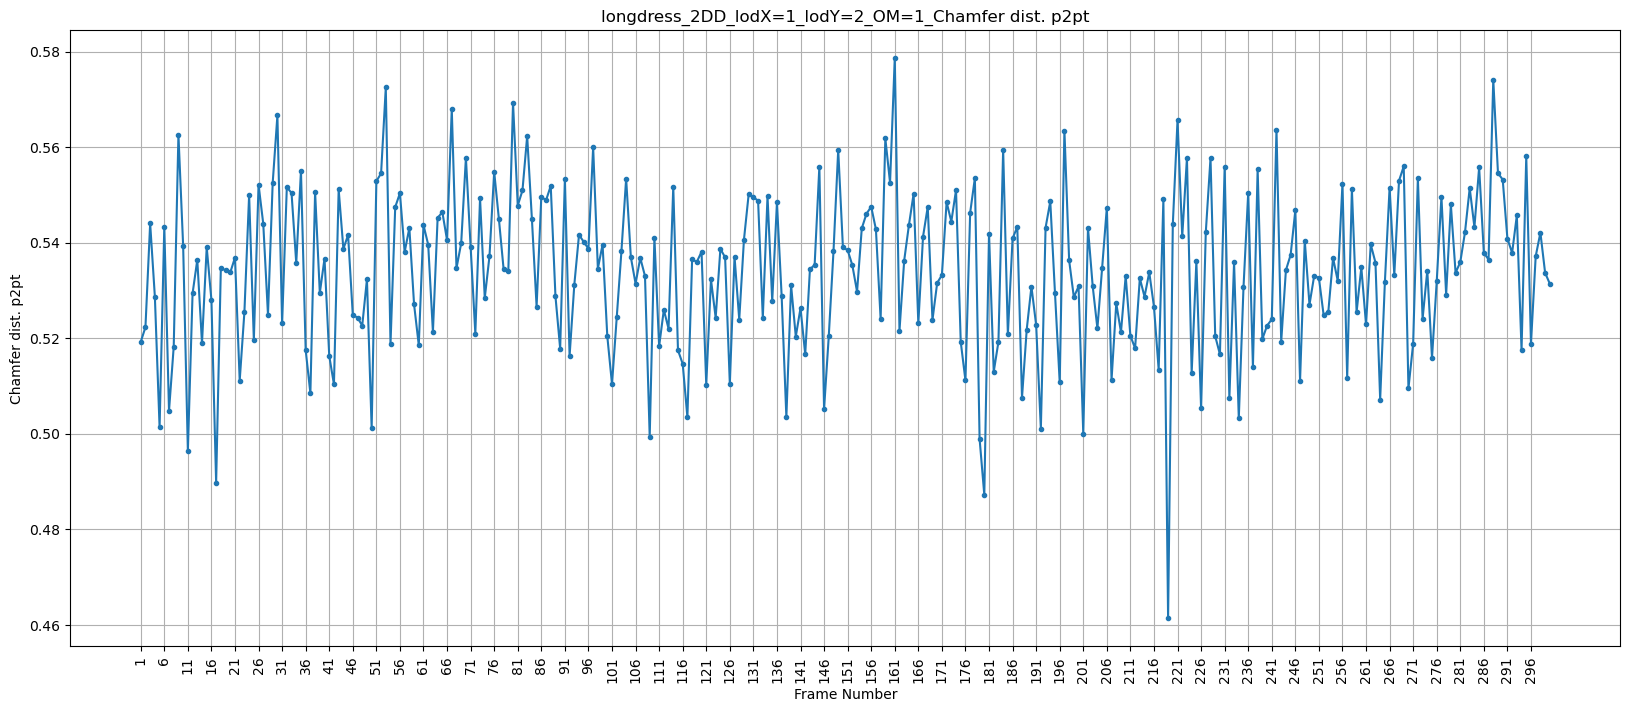 longdress_2DD_lodX=1_lodY=2_OM=1_Chamfer dist. p2pt
Chamfer dist. p2pt
0.58
0.56
0.54
0.52
0.50
0.48
0.46
1 6 11 16 21 26 31 36 41 46 51 56 61 66 71 76 81 86 91 96 101 106 111 116 121 126 131 136 141 146 151 156 161 166 171 176 181 186 191 196 201 206 211 216 221 226 231 236 241 246 251 256 261 266 271 276 281 286 291 296
Frame Number